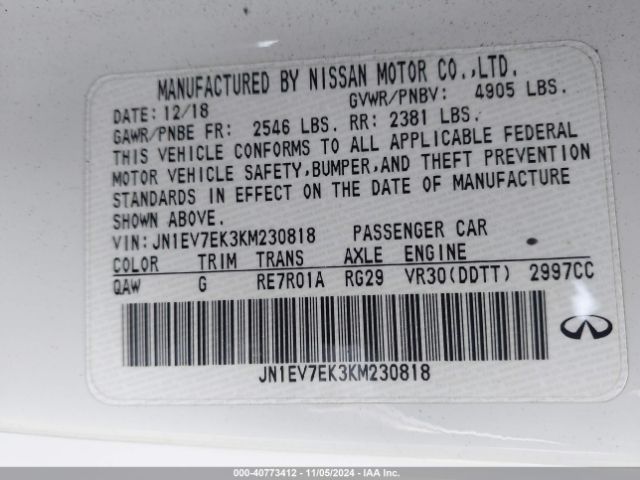 MANUFACTURED BY NISSAN MOTOR CO.,LTD.
DATE: 12/18 GVWR/PNBV: 4905 LBS.
GAWR/PNBE FR: 2546 LBS. RR: 2381 LBS.
THIS VEHICLE CONFORMS TO ALL APPLICABLE FEDERAL
MOTOR VEHICLE SAFETY,BUMPER,AND THEFT PREVENTION
STANDARDS IN EFFECT ON THE DATE OF MANUFACTURE
SHOWN ABOVE.
VIN:JN1EV7EK3KM230818 PASSENGER CAR
COLOR TRIM TRANS AXLE ENGINE
QAW G RE7R01A RG29 VR30(DDTT) 2997CC
JN1EV7EK3KM230818
000-40773412 - 11/05/2024 - IAAI.COM